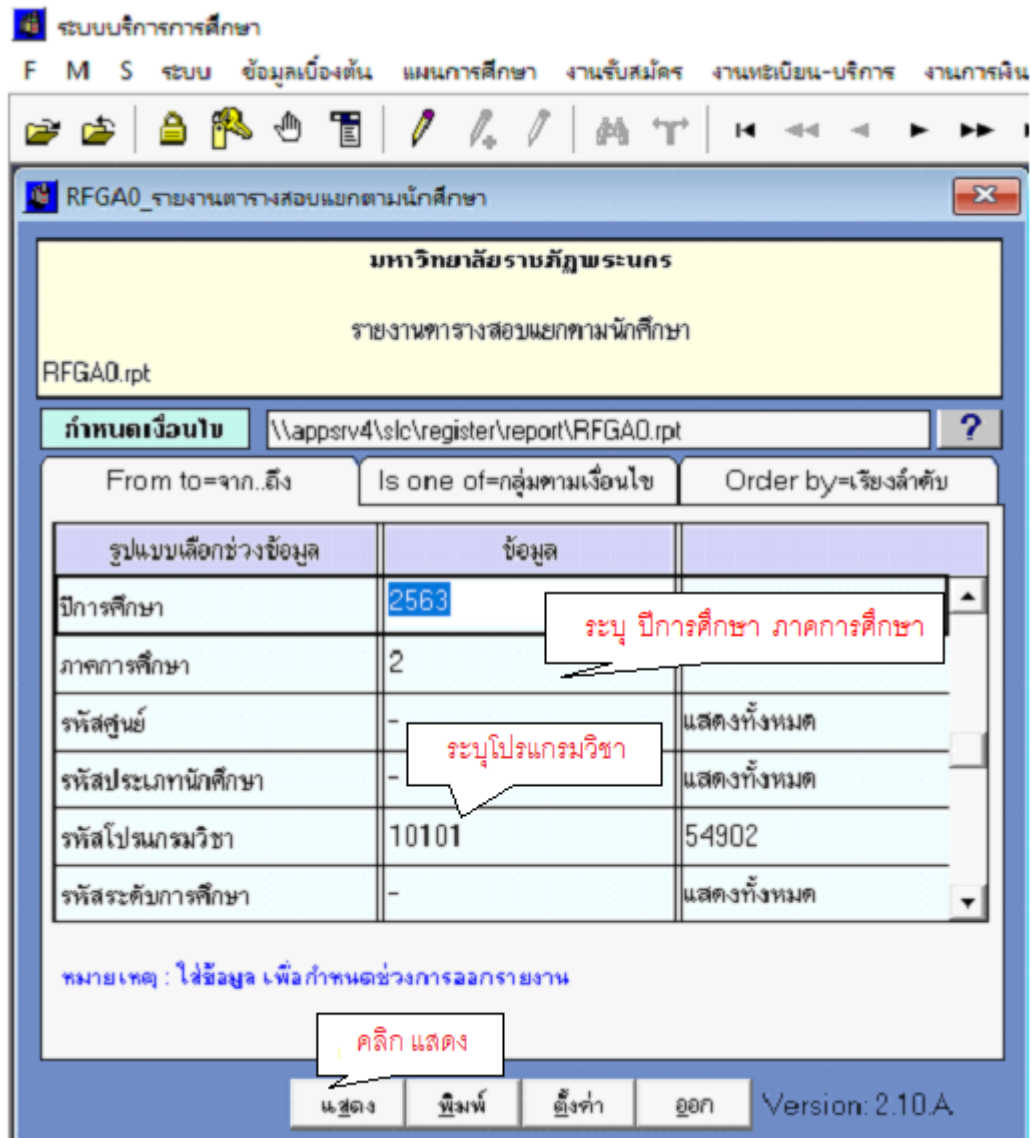 ระบบบริการการศึกษา
F M S ระบบ ข้อมูลเบื้องต้น แผนการศึกษา งานรับสมัคร งานทะเบียน-บริการ งานการเงิน
RFGA0_รายงานตารางสอบแยกตามนักศึกษา
มหาวิทยาลัยราชภัฏพระนคร
รายงานตารางสอบแยกตามนักศึกษา
RFGA0.rpt
กำหนดเงื่อนไข \\appsrv4\slc\register\report\RFGA0.rpt ?
From to=จาก..ถึง Is one of=กลุ่มตามเงื่อนไข Order by=เรียงลำดับ
รูปแบบเลือกช่วงข้อมูล ข้อมูล
ปีการศึกษา 2563
ระบุ ปีการศึกษา ภาคการศึกษา
ภาคการศึกษา 2
รหัสศูนย์ - แสดงทั้งหมด
ระบุโปรแกรมวิชา
รหัสประเภทนักศึกษา - แสดงทั้งหมด
รหัสโปรแกรมวิชา 10101 54902
รหัสระดับการศึกษา - แสดงทั้งหมด
หมายเหตุ : ใส่ข้อมูล เพื่อกำหนดช่วงการออกรายงาน
คลิก แสดง
แสดง พิมพ์ ตั้งค่า ออก Version: 2.10.A